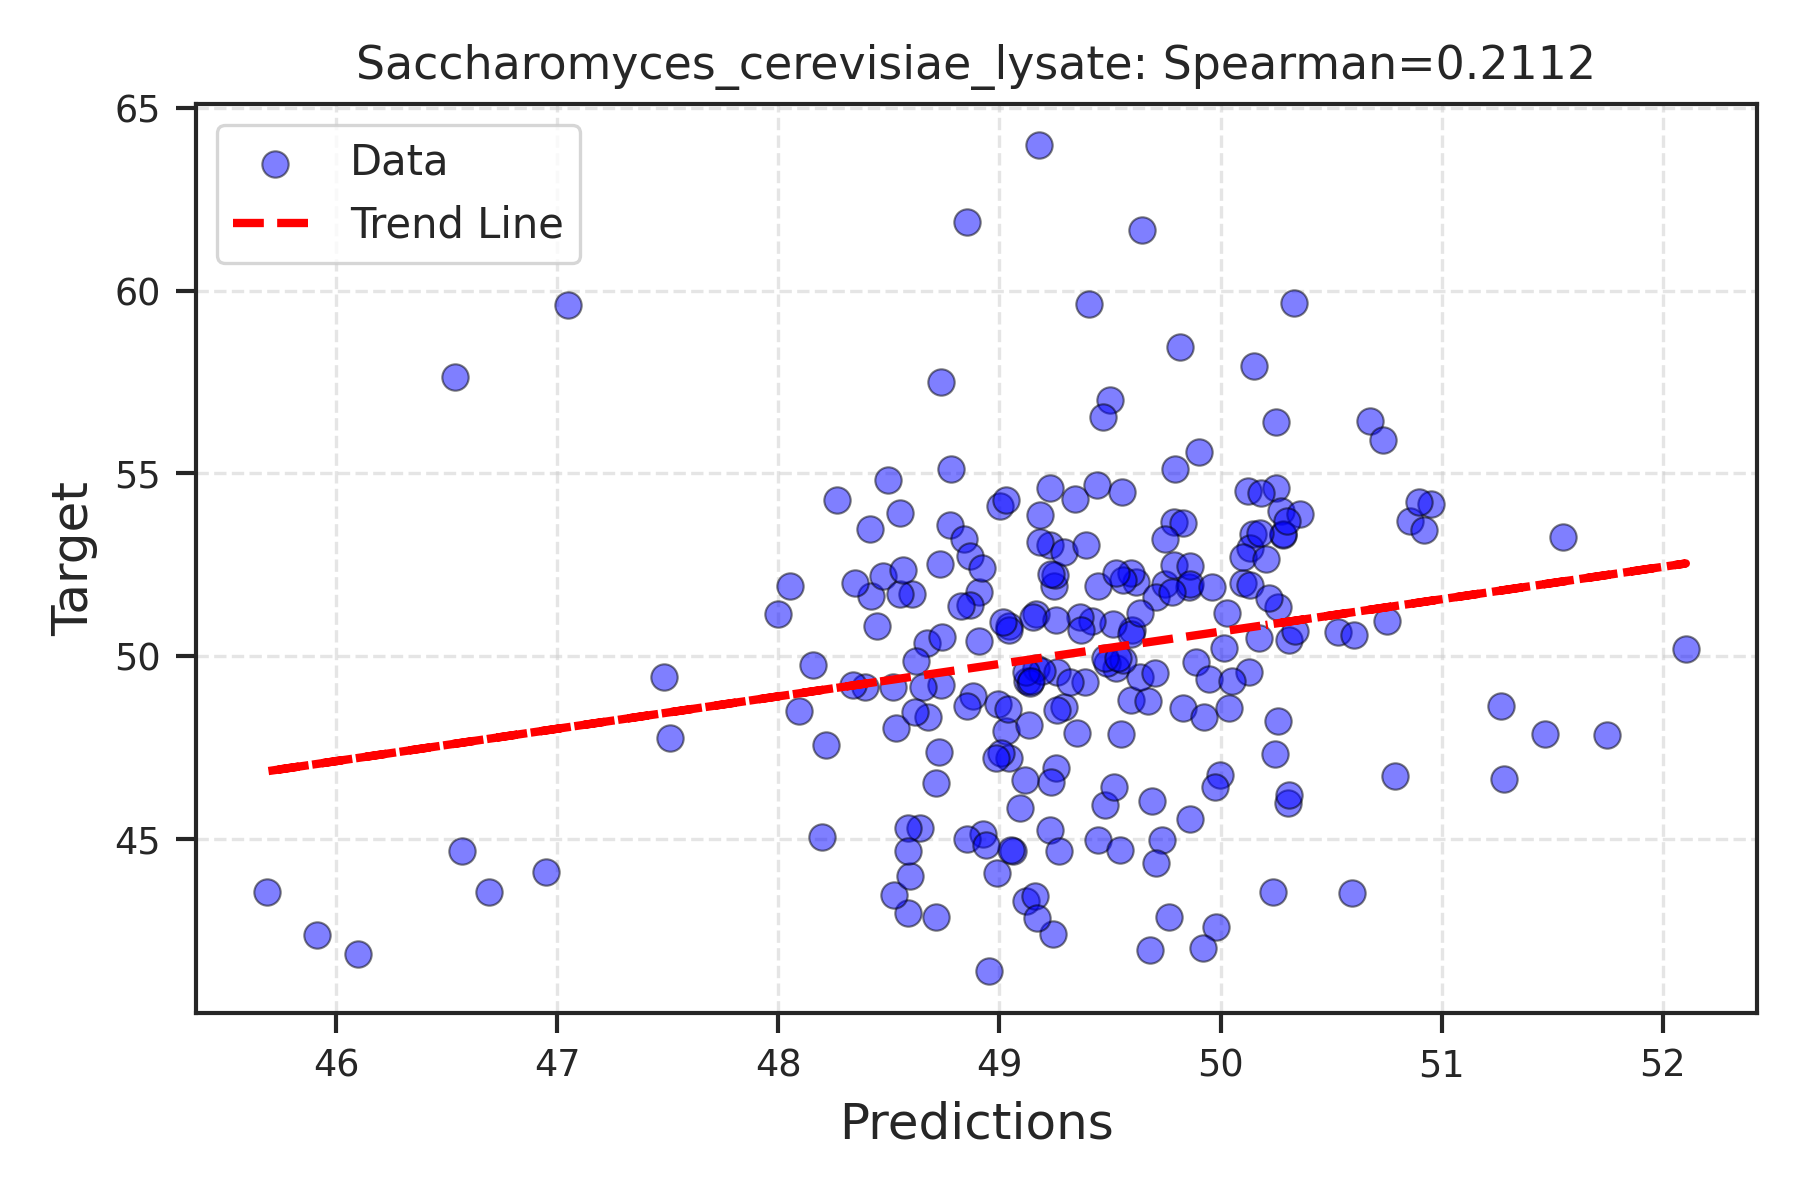 Saccharomyces_cerevisiae_lysate: Spearman=0.2112
Data
Trend Line
65
60
55
50
45
Target
46 47 48 49 50 51 52
Predictions